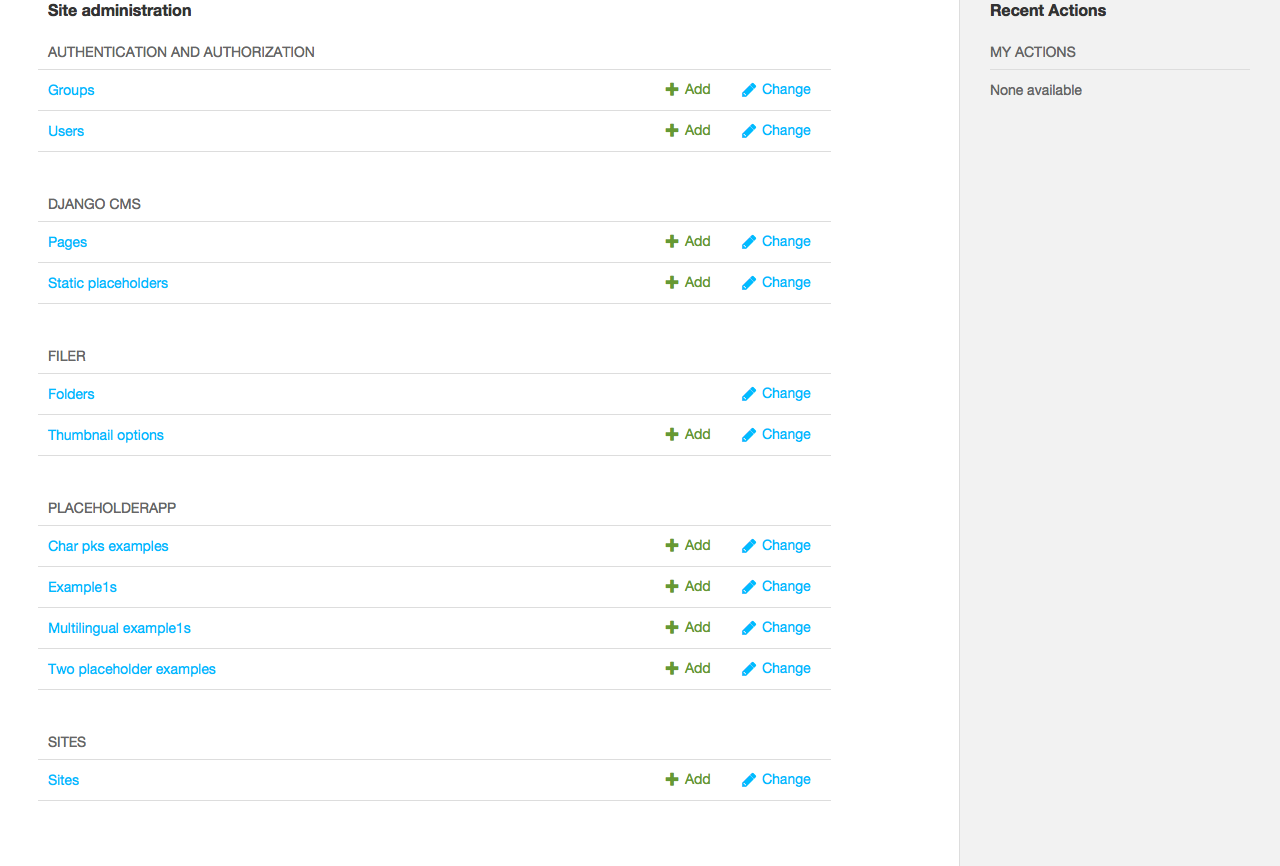 Site administration
AUTHENTICATION AND AUTHORIZATION
Groups Add Change
Users Add Change
DJANGO CMS
Pages Add Change
Static placeholders Add Change
FILER
Folders Change
Thumbnail options Add Change
PLACEHOLDERAPP
Char pks examples Add Change
Example1s Add Change
Multilingual example1s Add Change
Two placeholder examples Add Change
SITES
Sites Add Change
Recent Actions
MY ACTIONS
None available